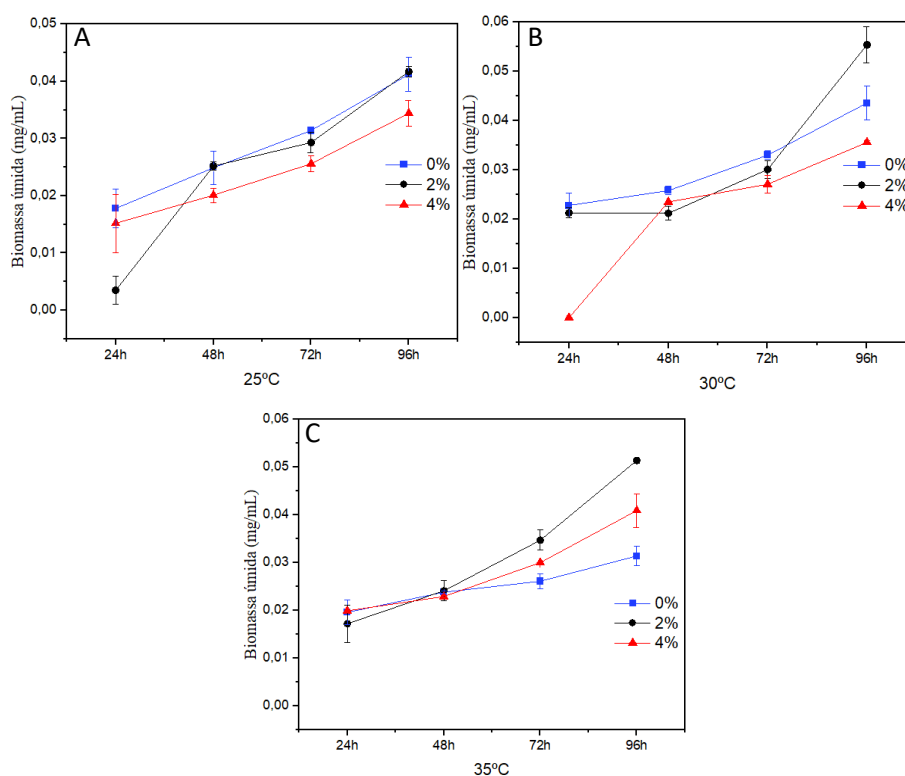 A
Biomassa úmida (mg/mL)
0,05
0,04
0,03
0,02
0,01
0,00
0%
2%
4%
24h 48h 72h 96h
25ºC
B
Biomassa úmida (mg/mL)
0,06
0,05
0,04
0,03
0,02
0,01
0,00
0%
2%
4%
24h 48h 72h 96h
30ºC
C
Biomassa úmida (mg/mL)
0,06
0,05
0,04
0,03
0,02
0,01
0,00
0%
2%
4%
24h 48h 72h 96h
35ºC